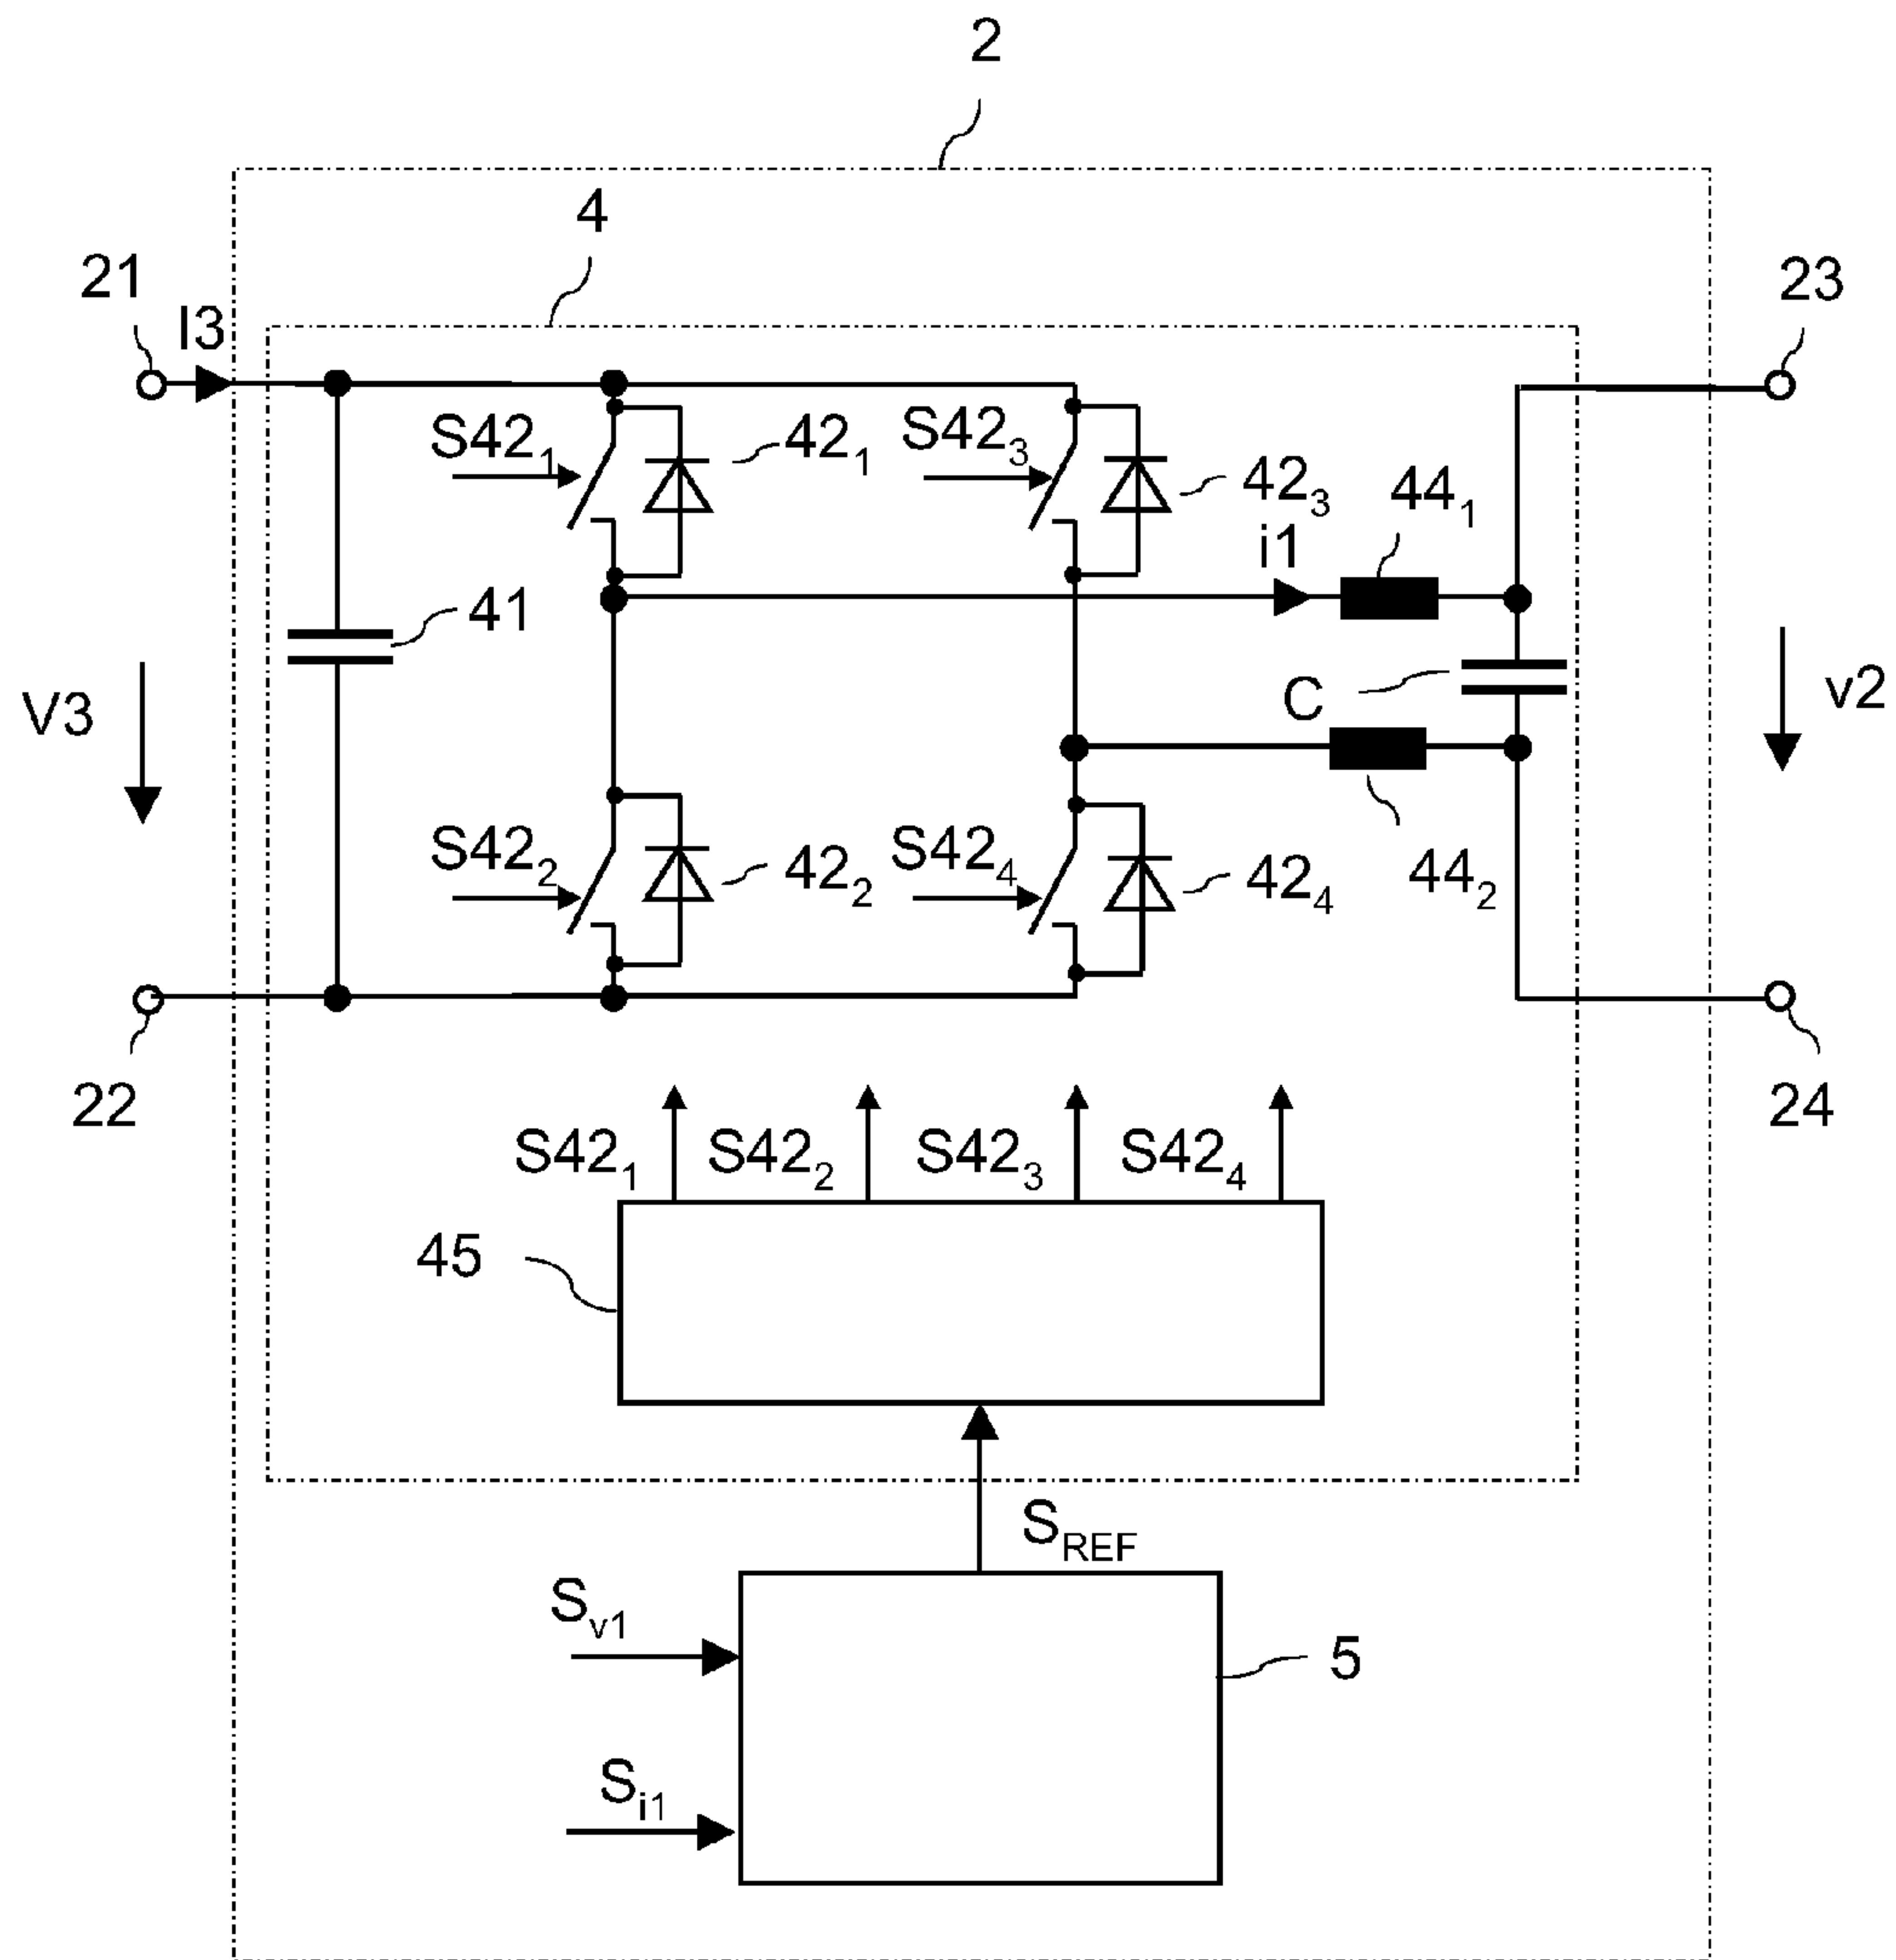 2
4
21
I3
23
S42₁
42₁
S42₃
42₃
44₁
i1
41
V3
C
v2
S42₂
42₂
S42₄
42₄
44₂
22
24
S42₁
S42₂
S42₃
S42₄
45
S_REF
S_v1
5
S_i1